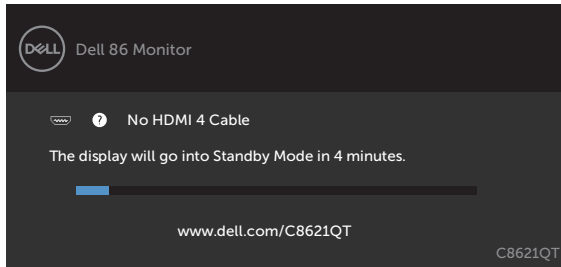 DELL
Dell 86 Monitor
? No HDMI 4 Cable
The display will go into Standby Mode in 4 minutes.
www.dell.com/C8621QT
C8621QT